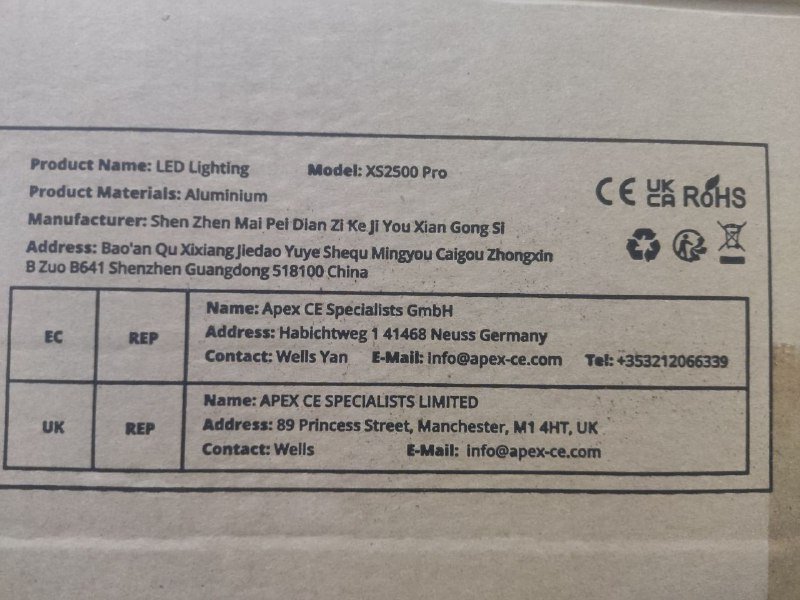 Product Name: LED Lighting Model: XS2500 Pro
Product Materials: Aluminium
Manufacturer: Shen Zhen Mai Pei Dian Zi Ke Ji You Xian Gong Si
Address: Bao'an Qu Xixiang Jiedao Yuye Shequ Mingyou Caigou Zhongxin
B Zuo B641 Shenzhen Guangdong 518100 China
CE UK CA RoHS
EC REP
Name: Apex CE Specialists GmbH
Address: Habichtweg 1 41468 Neuss Germany
Contact: Wells Yan E-Mail: info@apex-ce.com Tel: +353212066339
UK REP
Name: APEX CE SPECIALISTS LIMITED
Address: 89 Princess Street, Manchester, M1 4HT, UK
Contact: Wells E-Mail: info@apex-ce.com